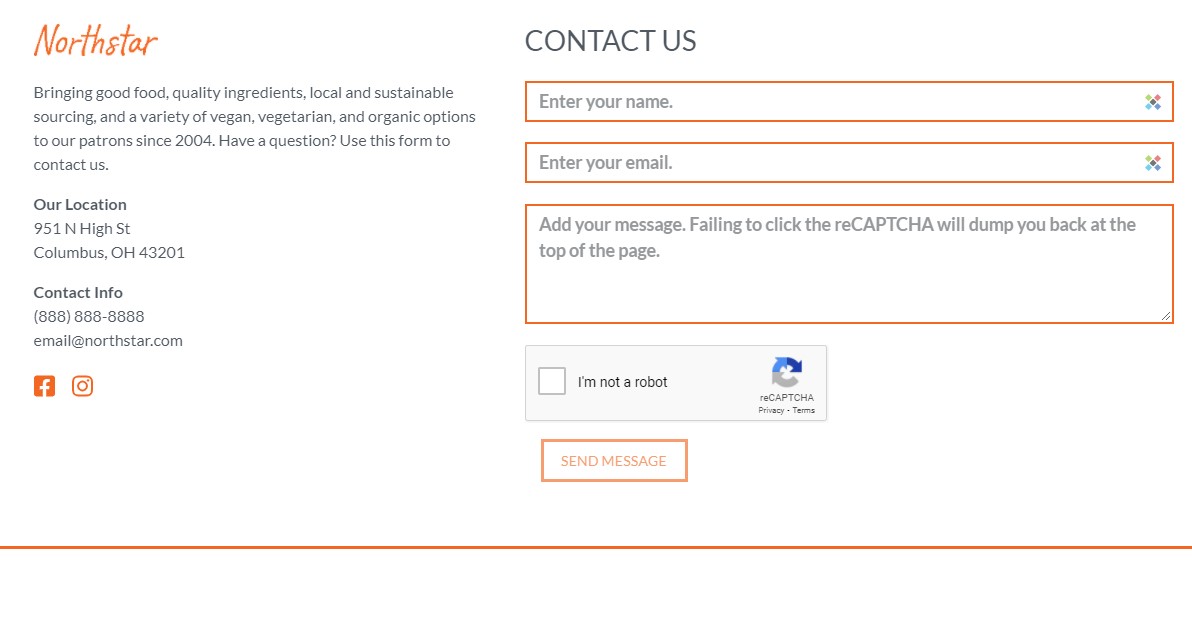 Northstar
Bringing good food, quality ingredients, local and sustainable
sourcing, and a variety of vegan, vegetarian, and organic options
to our patrons since 2004. Have a question? Use this form to
contact us.
Our Location
951 N High St
Columbus, OH 43201
Contact Info
(888) 888-8888
email@northstar.com
CONTACT US
Enter your name.
Enter your email.
Add your message. Failing to click the reCAPTCHA will dump you back at the
top of the page.
I'm not a robot
reCAPTCHA
Privacy - Terms
SEND MESSAGE